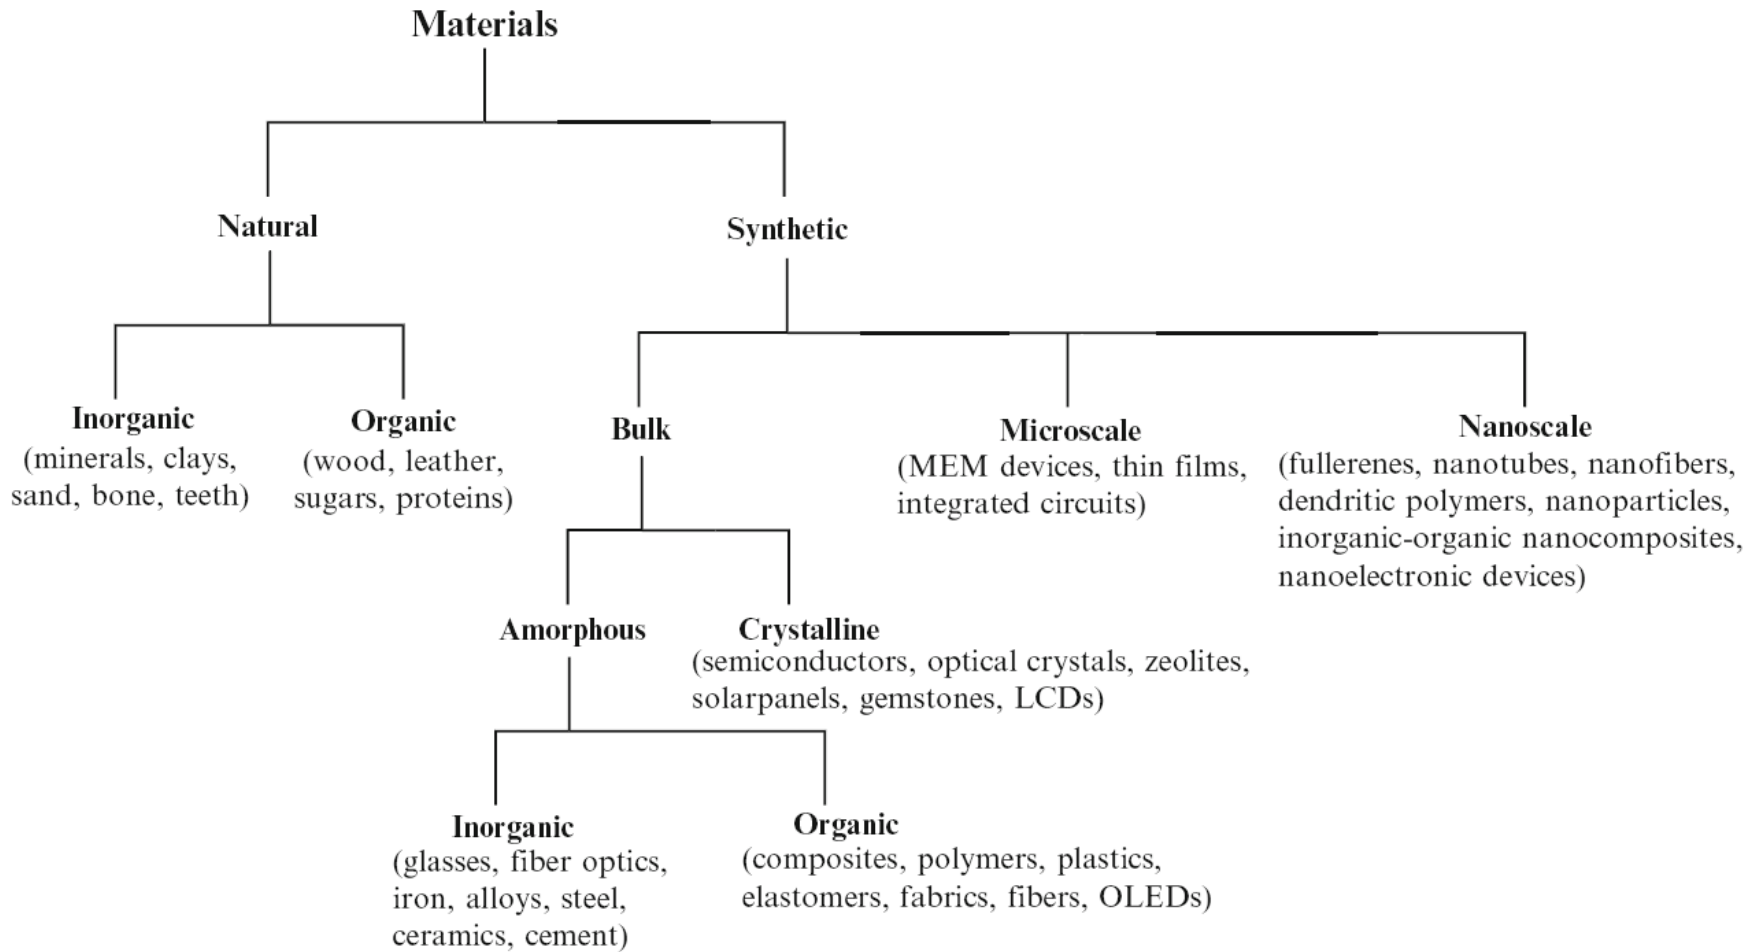 Materials
Natural
Synthetic
Inorganic
(minerals, clays,
sand, bone, teeth)
Organic
(wood, leather,
sugars, proteins)
Bulk
Microscale
(MEM devices, thin films,
integrated circuits)
Nanoscale
(fullerenes, nanotubes, nanofibers,
dendritic polymers, nanoparticles,
inorganic-organic nanocomposites,
nanoelectronic devices)
Amorphous
Crystalline
(semiconductors, optical crystals, zeolites,
solarpanels, gemstones, LCDs)
Inorganic
(glasses, fiber optics,
iron, alloys, steel,
ceramics, cement)
Organic
(composites, polymers, plastics,
elastomers, fabrics, fibers, OLEDs)